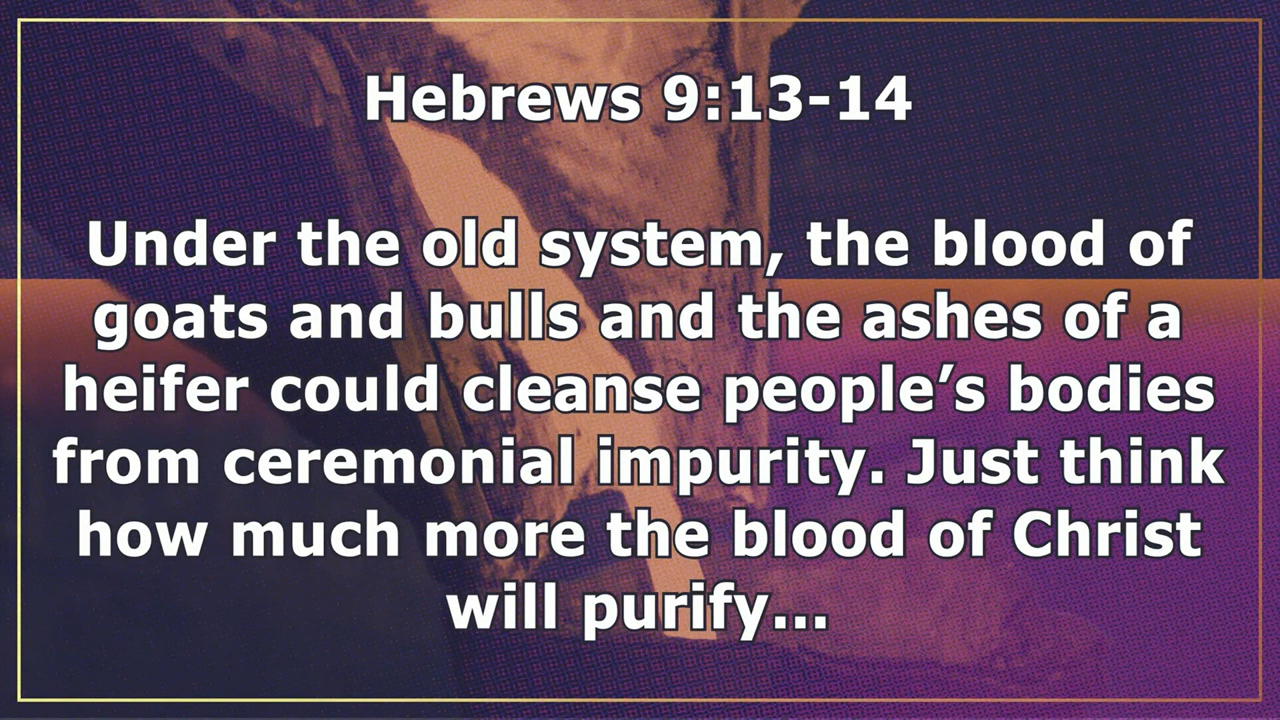 Hebrews 9:13-14
Under the old system, the blood of
goats and bulls and the ashes of a
heifer could cleanse people’s bodies
from ceremonial impurity. Just think
how much more the blood of Christ
will purify...